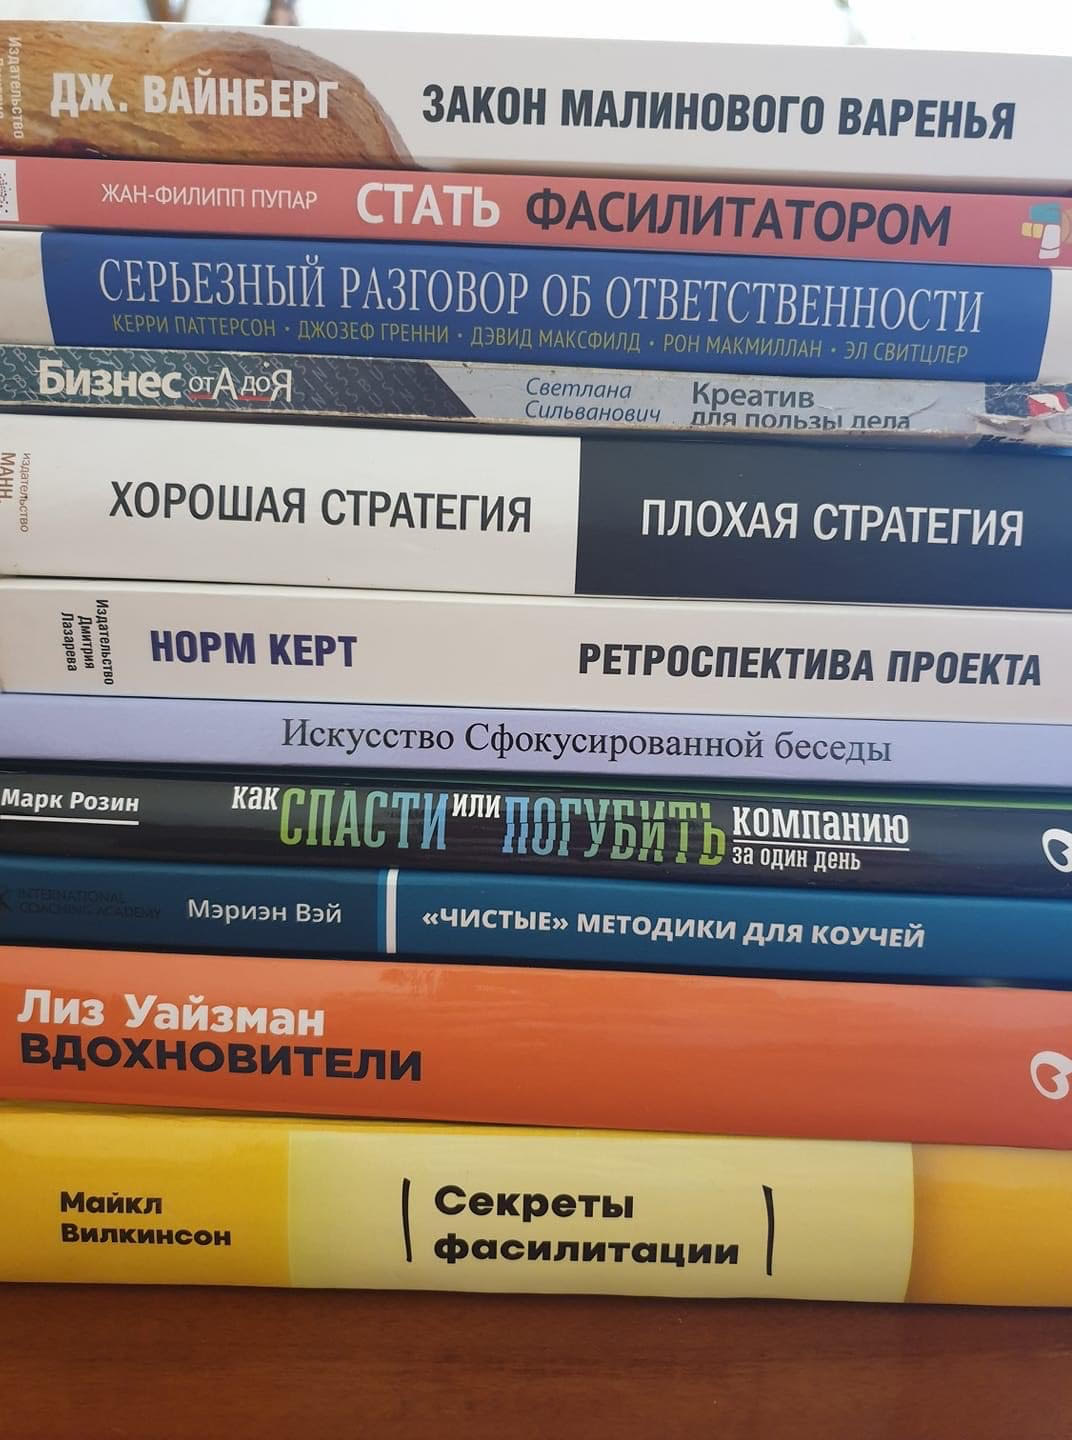 Издательство
ДЖ. ВАЙНБЕРГ
ЗАКОН МАЛИНОВОГО ВАРЕНЬЯ
ЖАН-ФИЛИПП ПУПАР
СТАТЬ ФАСИЛИТАТОРОМ
СЕРЬЕЗНЫЙ РАЗГОВОР ОБ ОТВЕТСТВЕННОСТИ
КЕРРИ ПАТТЕРСОН · ДЖОЗЕФ ГРЕННИ · ДЭВИД МАКСФИЛД · РОН МАКМИЛЛАН · ЭЛ СВИТЦЛЕР
Бизнес от А до Я
Светлана
Сильванович
Креатив
для пользы дела
издательство
МАНН,
ХОРОШАЯ СТРАТЕГИЯ
ПЛОХАЯ СТРАТЕГИЯ
Издательство
Дмитрия
Лазарева
НОРМ КЕРТ
РЕТРОСПЕКТИВА ПРОЕКТА
Искусство Сфокусированной беседы
Марк Розин
как СПАСТИ или ПОГУБИТЬ
компанию
за один день
INTERNATIONAL
COACHING ACADEMY
Мэриэн Вэй
«ЧИСТЫЕ» МЕТОДИКИ ДЛЯ КОУЧЕЙ
Лиз Уайзман
ВДОХНОВИТЕЛИ
Майкл
Вилкинсон
Секреты
фасилитации